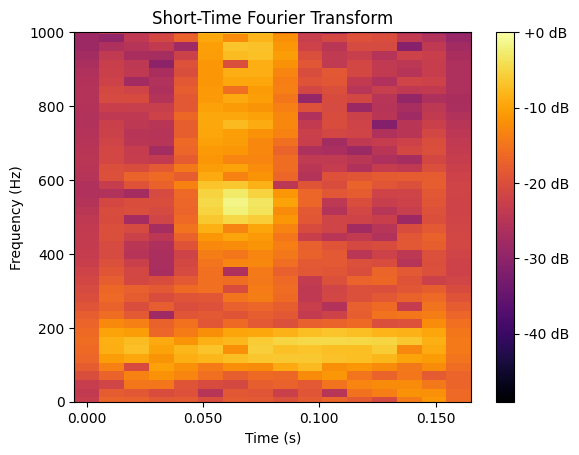 Short-Time Fourier Transform
1000
800
600
400
200
0
Frequency (Hz)
0.000
0.050
0.100
0.150
Time (s)
+0 dB
-10 dB
-20 dB
-30 dB
-40 dB